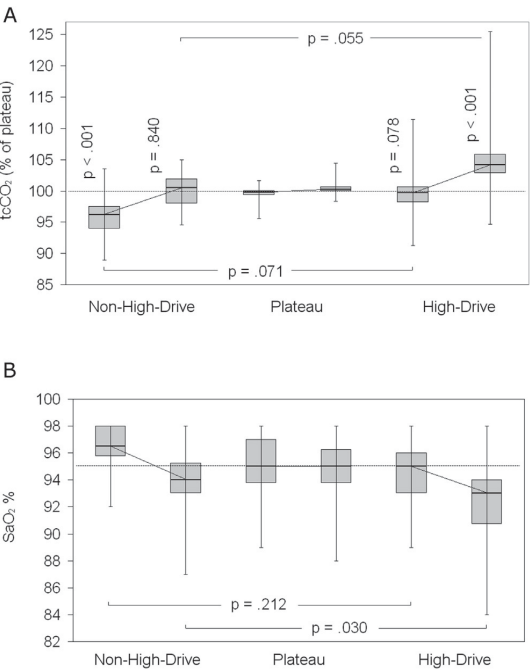 A
125
120
115
110
105
100
95
90
85
tcCO₂ (% of plateau)
p = .055
p < .001
p = .840
p = .078
p < .001
p = .071
Non-High-Drive Plateau High-Drive
B
100
98
96
94
92
90
88
86
84
82
SaO₂ %
p = .212
p = .030
Non-High-Drive Plateau High-Drive